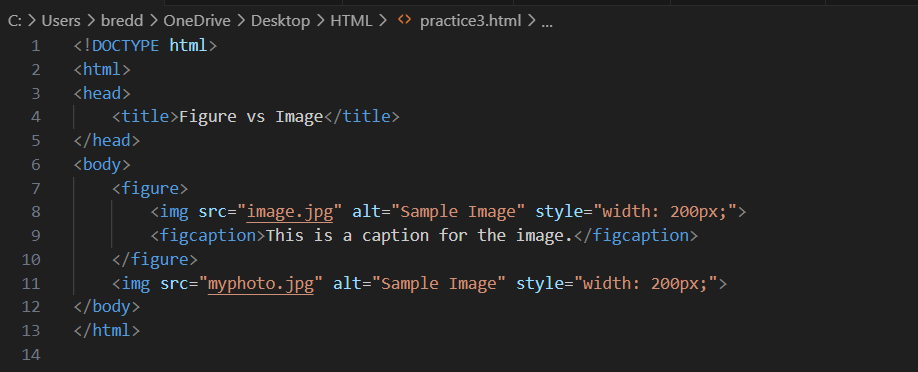 C: > Users > bredd > OneDrive > Desktop > HTML > <> practice3.html > ...
1 <!DOCTYPE html>
2 <html>
3 <head>
4     <title>Figure vs Image</title>
5 </head>
6 <body>
7     <figure>
8         <img src="image.jpg" alt="Sample Image" style="width: 200px;">
9         <figcaption>This is a caption for the image.</figcaption>
10     </figure>
11     <img src="myphoto.jpg" alt="Sample Image" style="width: 200px;">
12 </body>
13 </html>
14